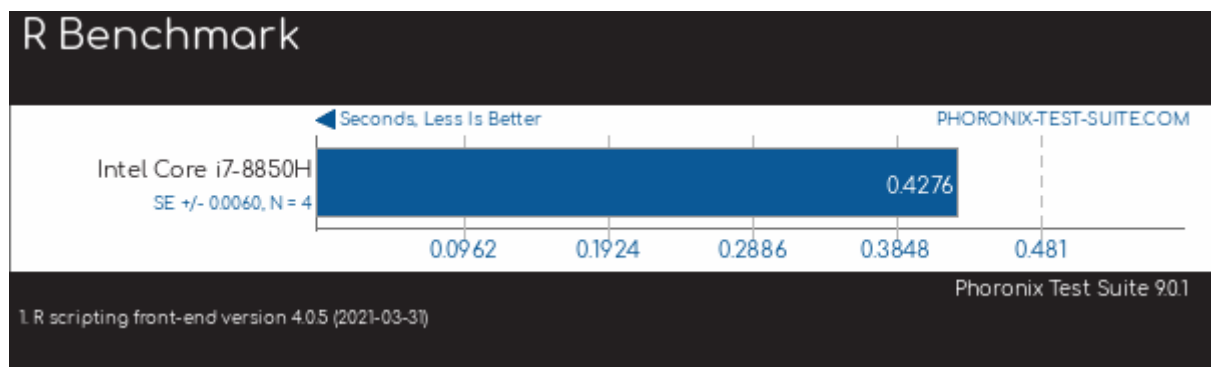 R Benchmark
Seconds, Less Is Better
PHORONIX-TEST-SUITE.COM
Intel Core i7-8850H
SE +/- 0.0060, N = 4
0.4276
0.0962
0.1924
0.2886
0.3848
0.481
Phoronix Test Suite 9.0.1
1. R scripting front-end version 4.0.5 (2021-03-31)